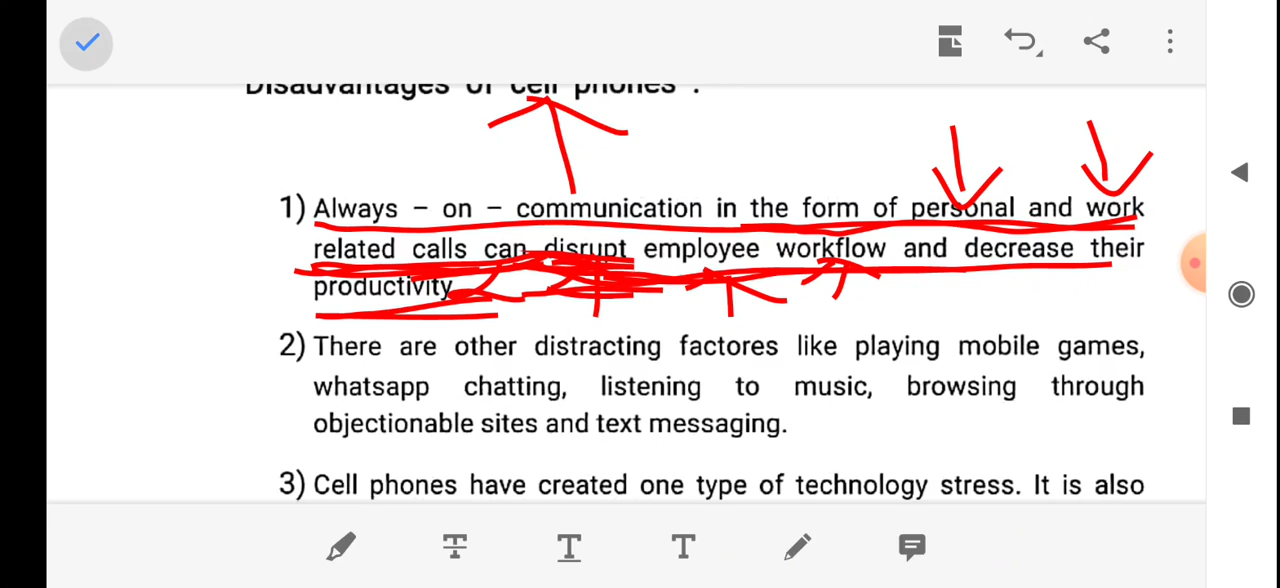 Disadvantages of cell phones :
1) Always – on – communication in the form of personal and work
related calls can disrupt employee workflow and decrease their
productivity
2) There are other distracting factores like playing mobile games,
whatsapp chatting, listening to music, browsing through
objectionable sites and text messaging.
3) Cell phones have created one type of technology stress. It is also